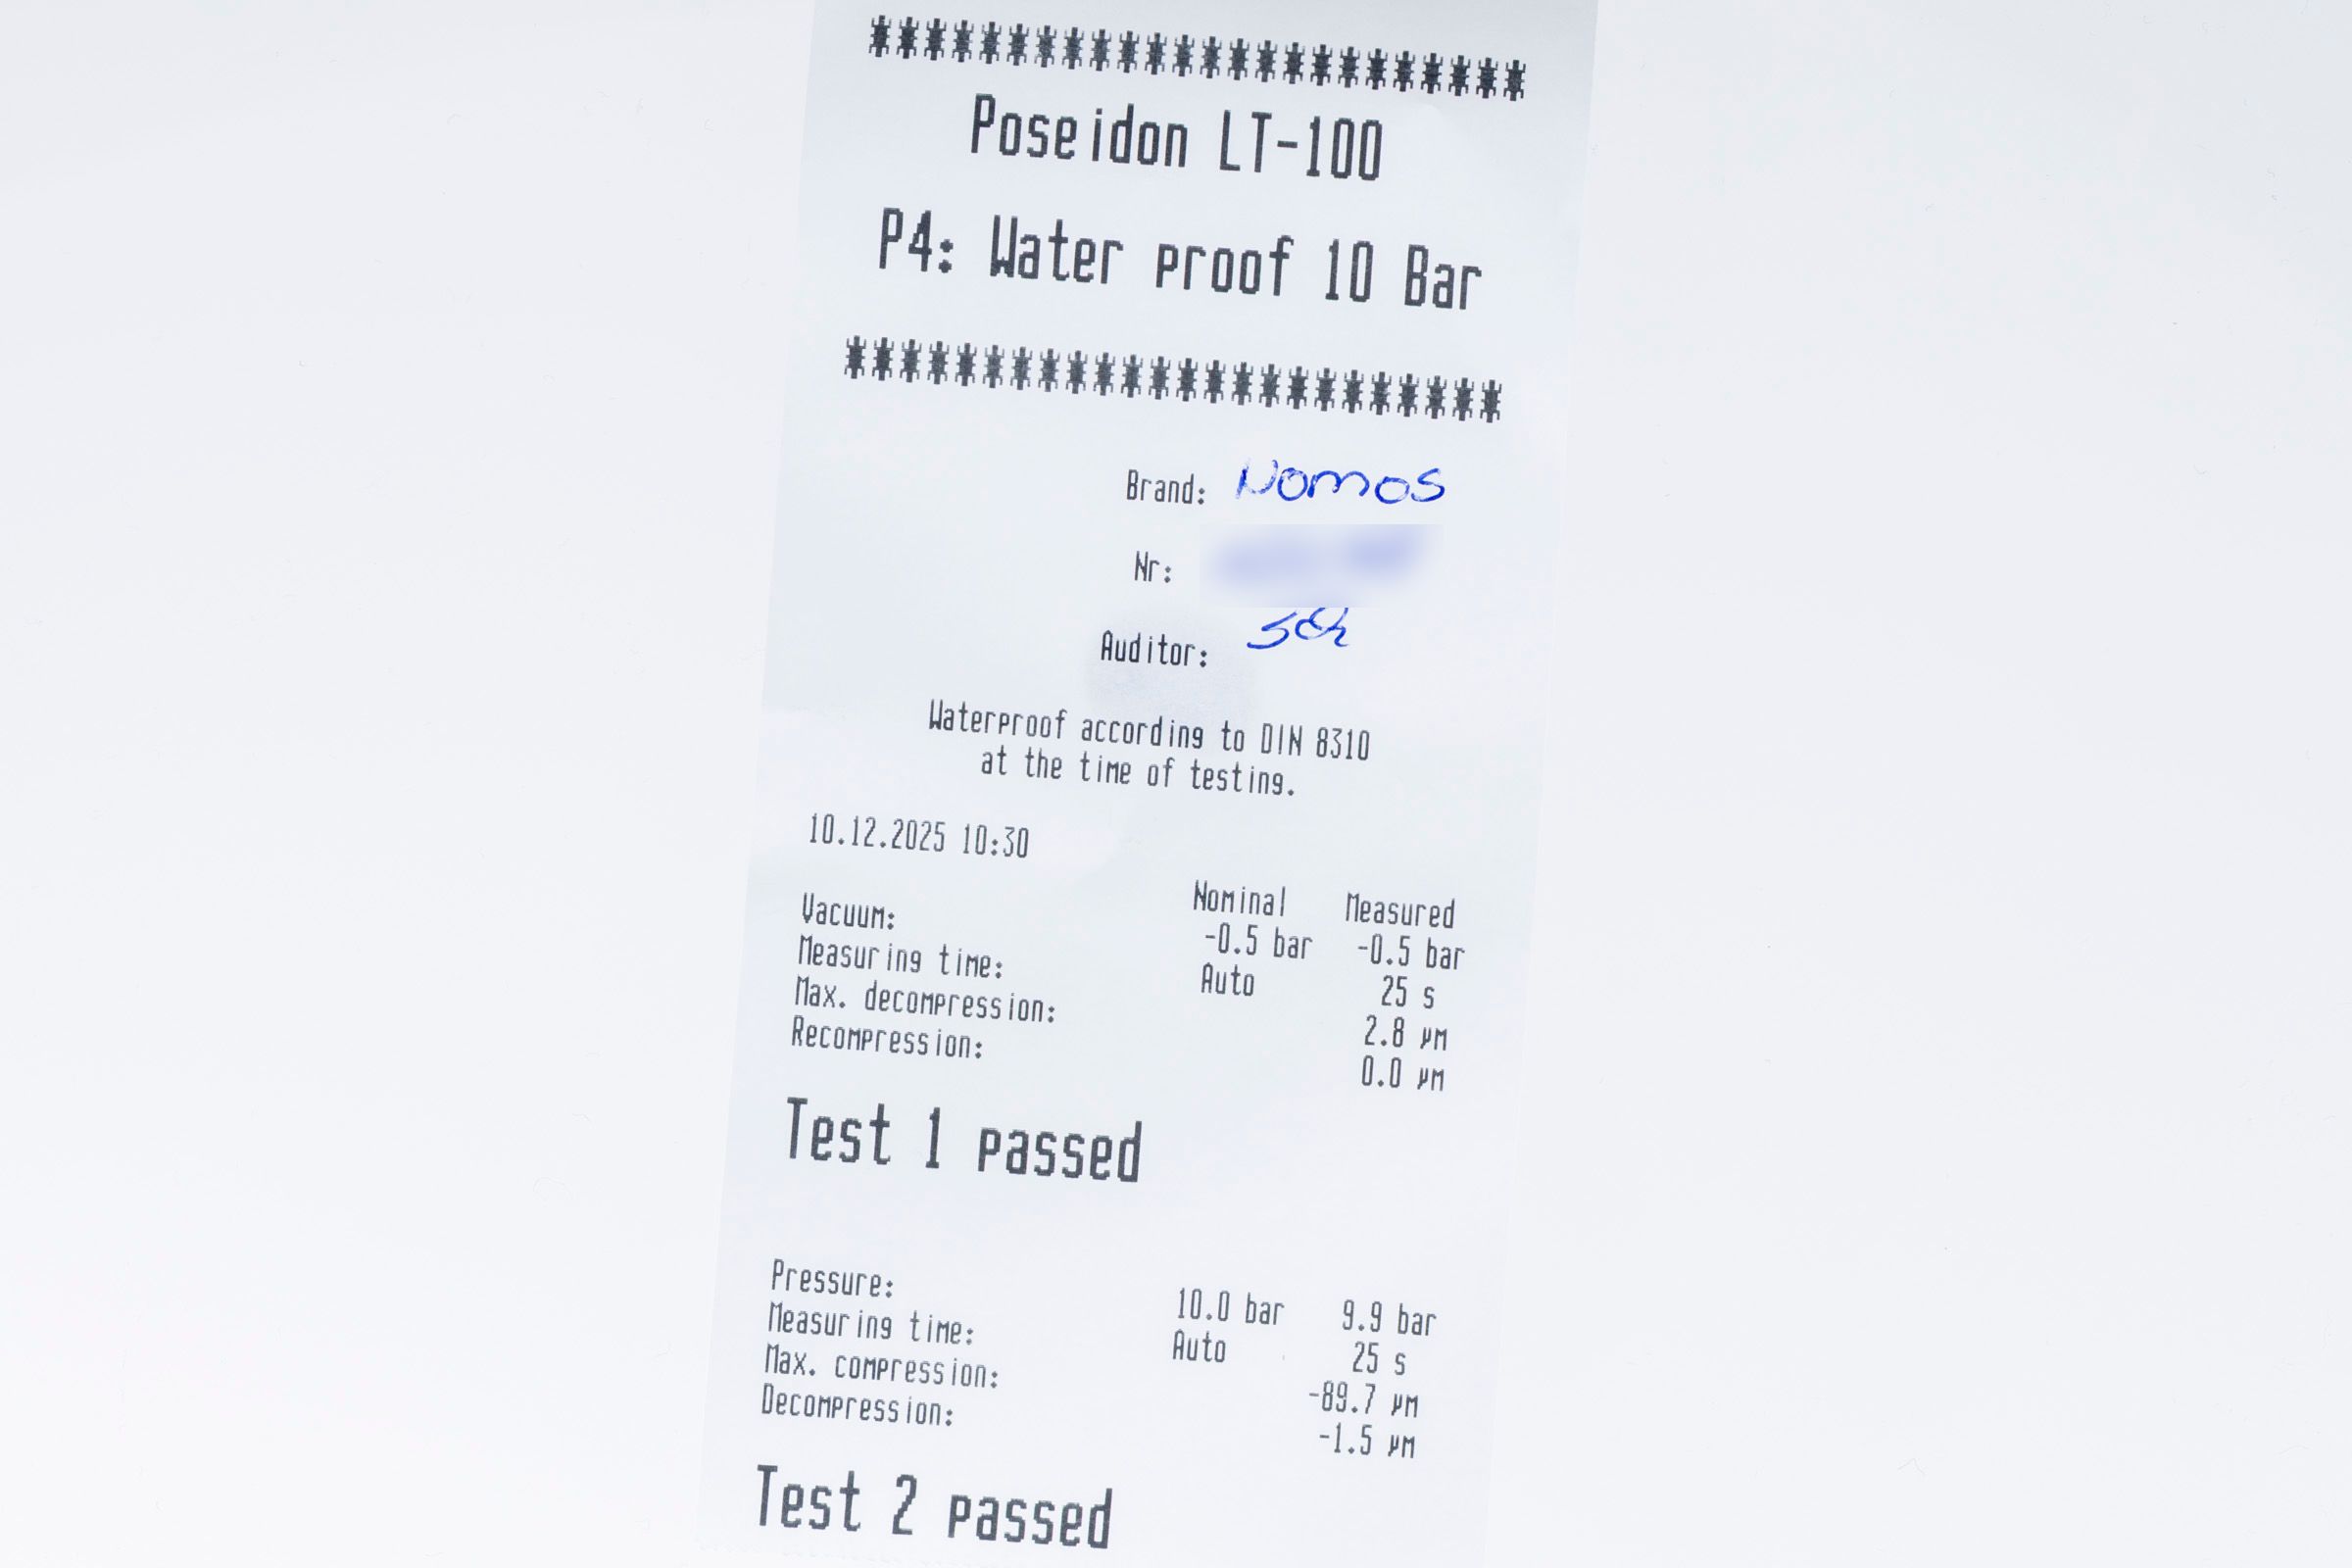 ************************
Poseidon LT-100
P4: Water proof 10 Bar
************************
Brand: Nomos
Nr:
Auditor: Sch
Waterproof according to DIN 8310
at the time of testing.
10.12.2025 10:30
Nominal Measured
Vacuum: -0.5 bar -0.5 bar
Measuring time: Auto 25 s
Max. decompression: 2.8 µm
Recompression: 0.0 µm
Test 1 passed
Pressure: 10.0 bar 9.9 bar
Measuring time: Auto 25 s
Max. compression: -89.7 µm
Decompression: -1.5 µm
Test 2 passed